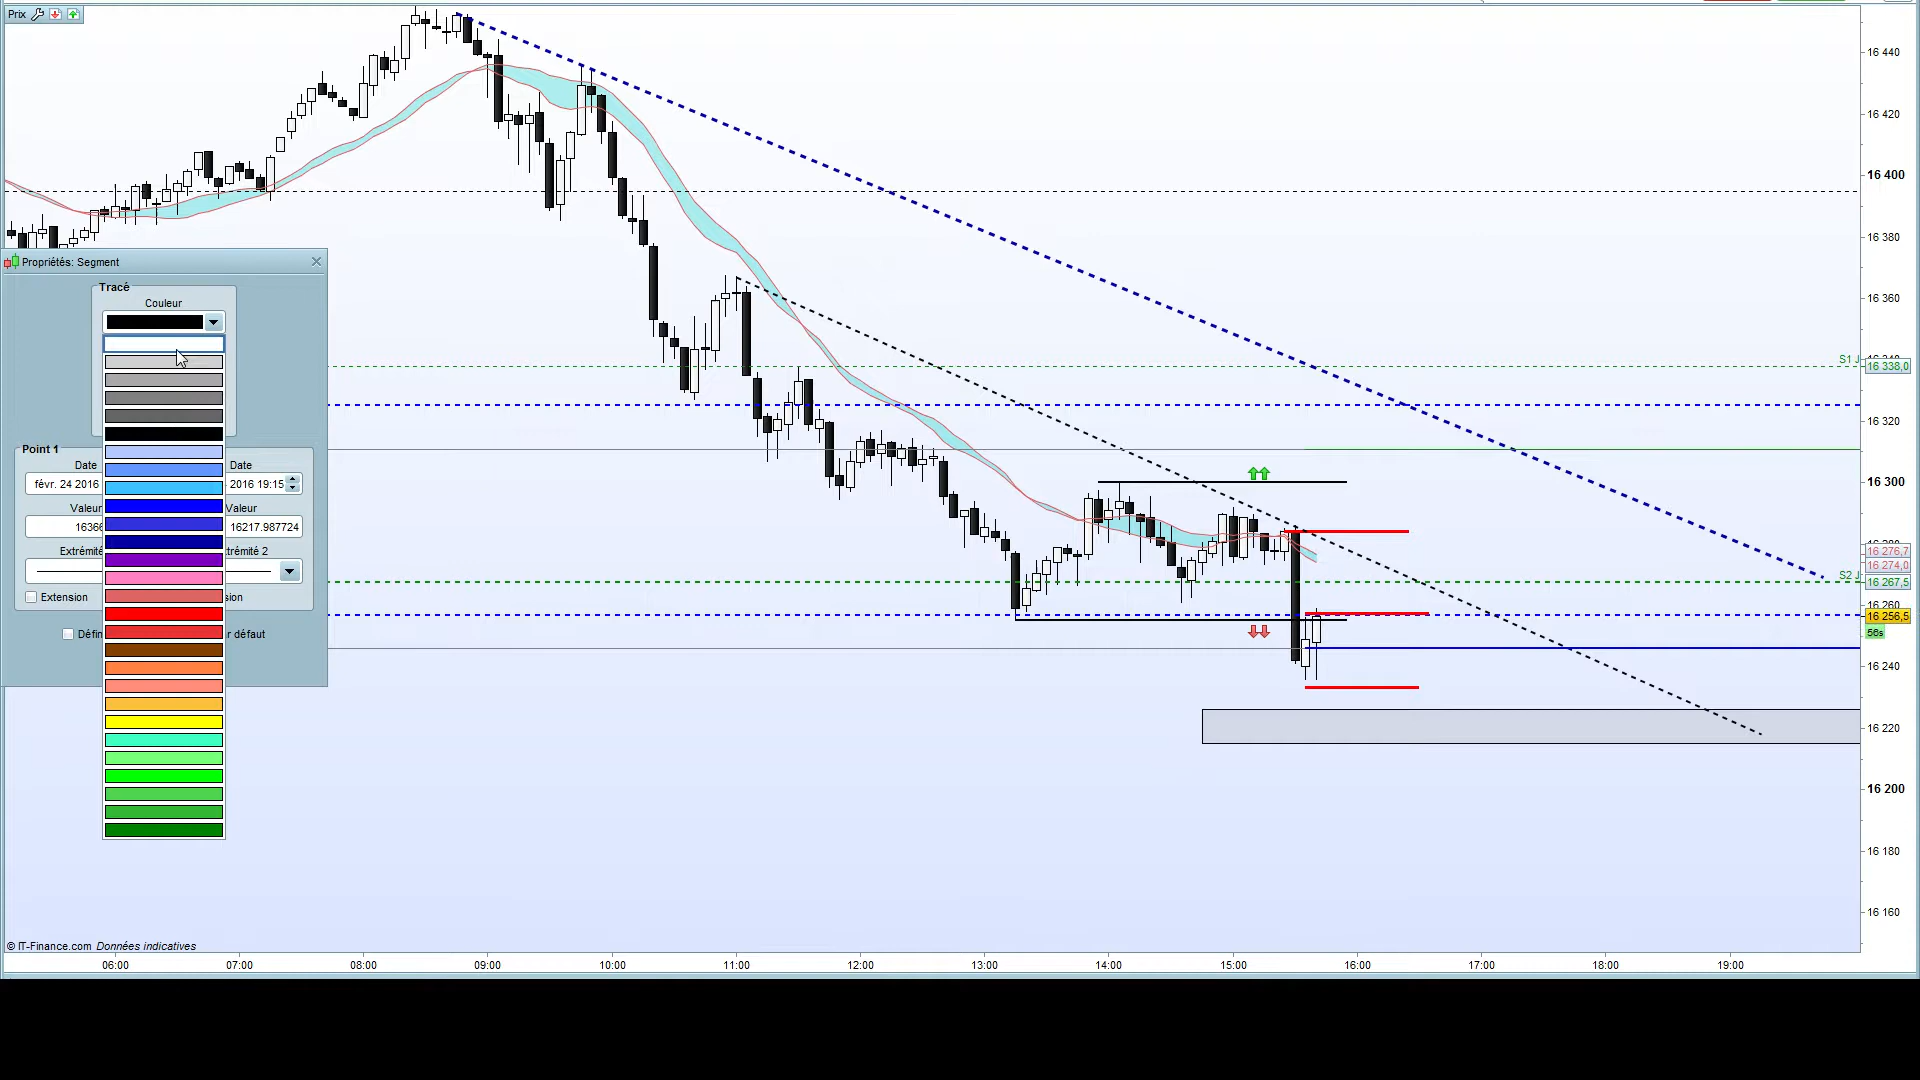 Prix
16 440
16 420
16 400
16 380
16 360
S1 J
16 338,0
16 320
16 300
16 276,7
16 274,0
S2 J
16 267,5
16 260
16 256,5
56s
16 240
16 220
16 200
16 180
16 160
Propriétés: Segment
Tracé
Couleur
Point 1
Date
Date
févr. 24 2016
2016 19:15
Valeur
Valeur
16366
16217.987724
Extrémité
trémité 2
Extension
sion
Défin
r défaut
© IT-Finance.com Données indicatives
06:00 07:00 08:00 09:00 10:00 11:00 12:00 13:00 14:00 15:00 16:00 17:00 18:00 19:00